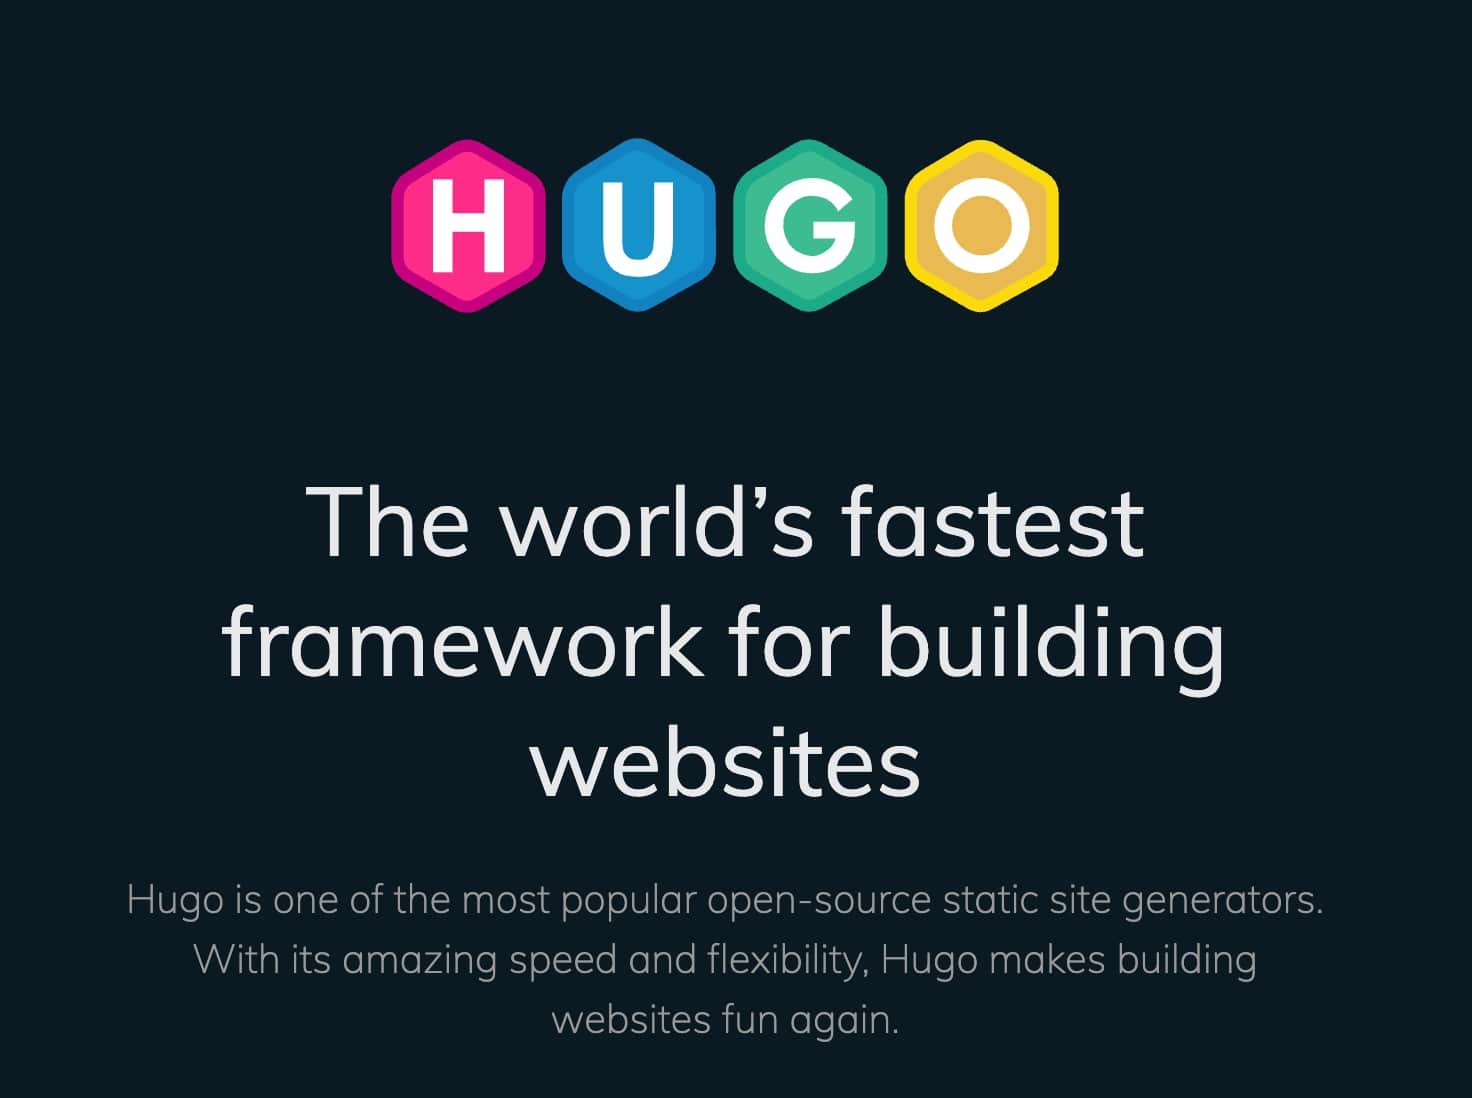 HUGO
The world’s fastest
framework for building
websites
Hugo is one of the most popular open-source static site generators.
With its amazing speed and flexibility, Hugo makes building
websites fun again.